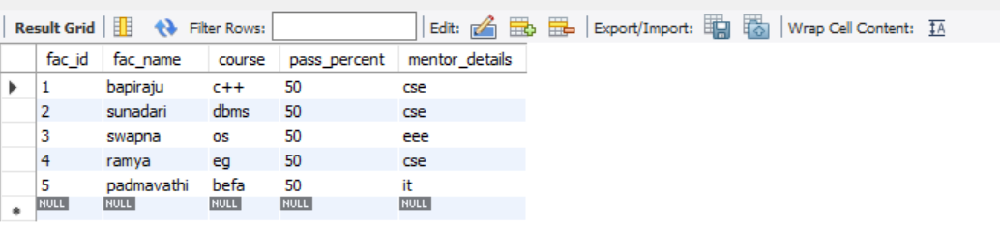 Result Grid Filter Rows: Edit: Export/Import: Wrap Cell Content: IA
fac_id fac_name course pass_percent mentor_details
1 bapiraju c++ 50 cse
2 sunadari dbms 50 cse
3 swapna os 50 eee
4 ramya eg 50 cse
5 padmavathi befa 50 it
NULL NULL NULL NULL NULL